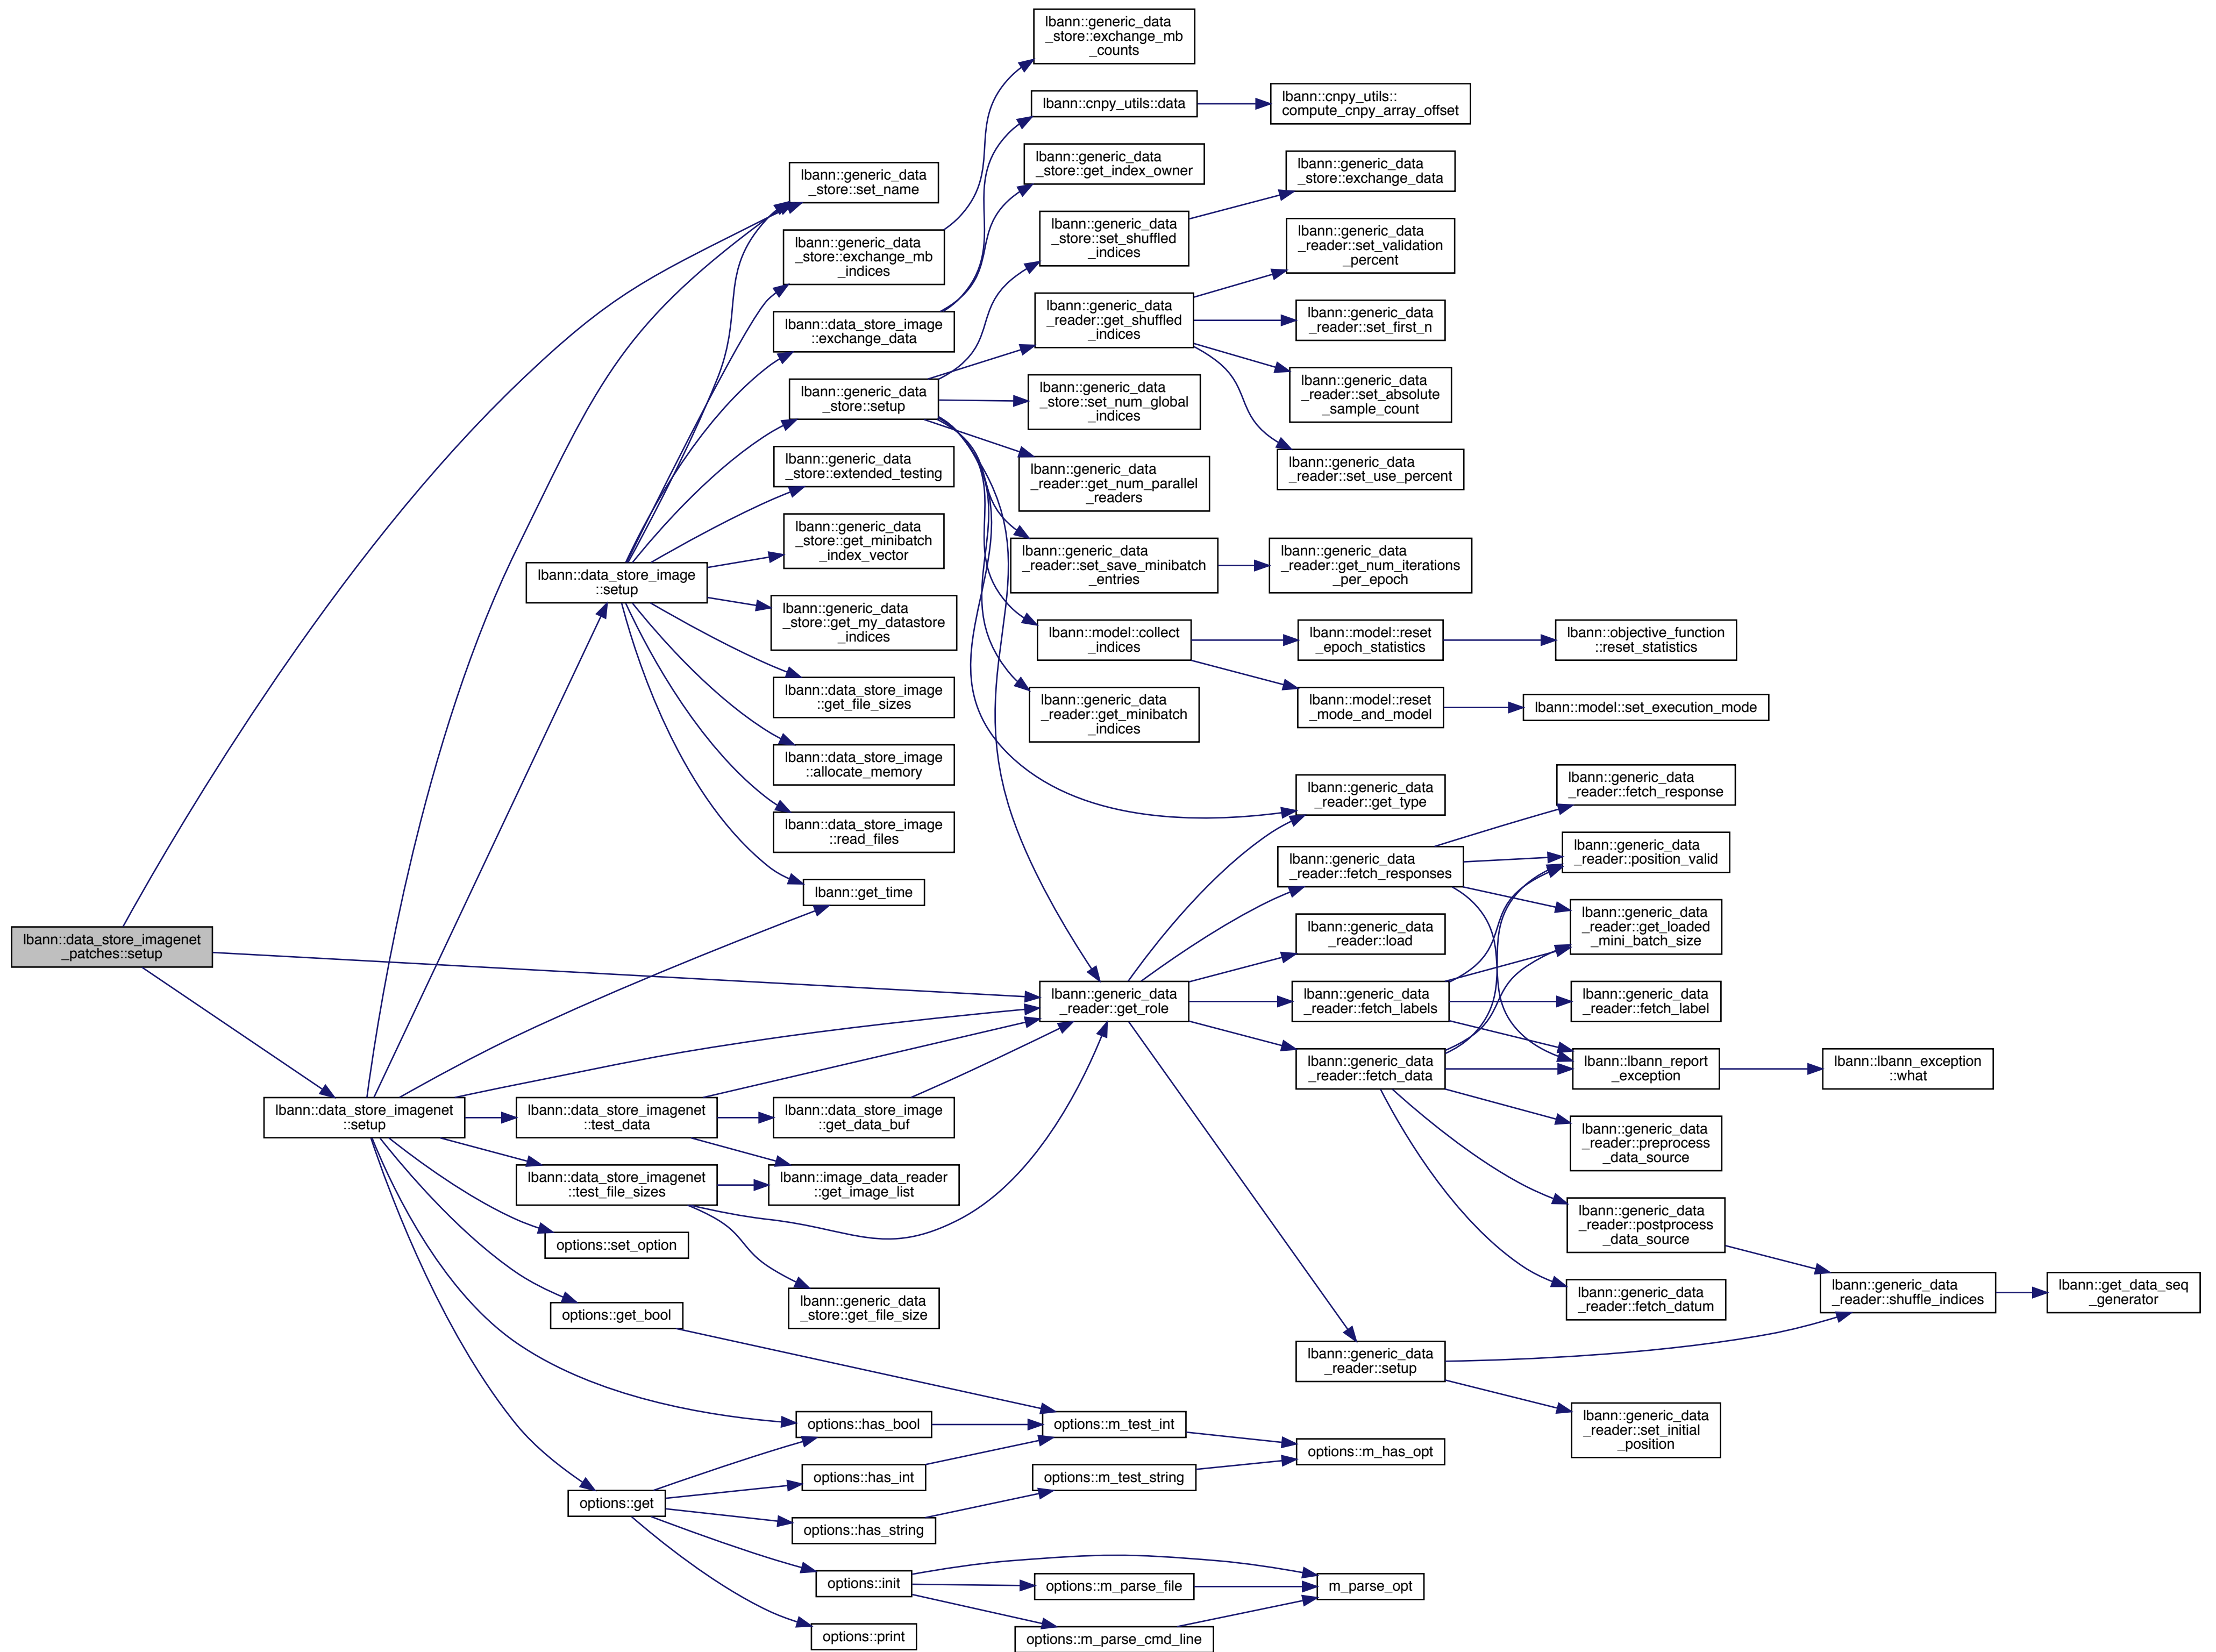 lbann::generic_data
_store::exchange_mb
_counts
lbann::cnpy_utils::data
lbann::cnpy_utils::
compute_cnpy_array_offset
lbann::generic_data
_store::get_index_owner
lbann::generic_data
_store::exchange_data
lbann::generic_data
_store::set_name
lbann::generic_data
_store::set_shuffled
_indices
lbann::generic_data
_reader::set_validation
_percent
lbann::generic_data
_store::exchange_mb
_indices
lbann::generic_data
_reader::get_shuffled
_indices
lbann::generic_data
_reader::set_first_n
lbann::data_store_image
::exchange_data
lbann::generic_data
_store::setup
lbann::generic_data
_store::set_num_global
_indices
lbann::generic_data
_reader::set_absolute
_sample_count
lbann::generic_data
_store::extended_testing
lbann::generic_data
_reader::get_num_parallel
_readers
lbann::generic_data
_reader::set_use_percent
lbann::generic_data
_store::get_minibatch
_index_vector
lbann::generic_data
_reader::set_save_minibatch
_entries
lbann::generic_data
_reader::get_num_iterations
_per_epoch
lbann::data_store_image
::setup
lbann::generic_data
_store::get_my_datastore
_indices
lbann::model::collect
_indices
lbann::model::reset
_epoch_statistics
lbann::objective_function
::reset_statistics
lbann::data_store_image
::get_file_sizes
lbann::generic_data
_reader::get_minibatch
_indices
lbann::model::reset
_mode_and_model
lbann::model::set_execution_mode
lbann::data_store_image
::allocate_memory
lbann::generic_data
_reader::get_type
lbann::generic_data
_reader::fetch_response
lbann::data_store_image
::read_files
lbann::generic_data
_reader::fetch_responses
lbann::generic_data
_reader::position_valid
lbann::get_time
lbann::generic_data
_reader::load
lbann::generic_data
_reader::get_loaded
_mini_batch_size
lbann::data_store_imagenet
_patches::setup
lbann::generic_data
_reader::get_role
lbann::generic_data
_reader::fetch_labels
lbann::generic_data
_reader::fetch_label
lbann::generic_data
_reader::fetch_data
lbann::lbann_report
_exception
lbann::lbann_exception
::what
lbann::data_store_imagenet
::setup
lbann::data_store_imagenet
::test_data
lbann::data_store_image
::get_data_buf
lbann::generic_data
_reader::preprocess
_data_source
lbann::data_store_imagenet
::test_file_sizes
lbann::image_data_reader
::get_image_list
lbann::generic_data
_reader::postprocess
_data_source
options::set_option
lbann::generic_data
_store::get_file_size
lbann::generic_data
_reader::fetch_datum
lbann::generic_data
_reader::shuffle_indices
lbann::get_data_seq
_generator
options::get_bool
lbann::generic_data
_reader::setup
lbann::generic_data
_reader::set_initial
_position
options::has_bool
options::m_test_int
options::m_has_opt
options::has_int
options::m_test_string
options::get
options::has_string
options::init
options::m_parse_file
m_parse_opt
options::print
options::m_parse_cmd_line